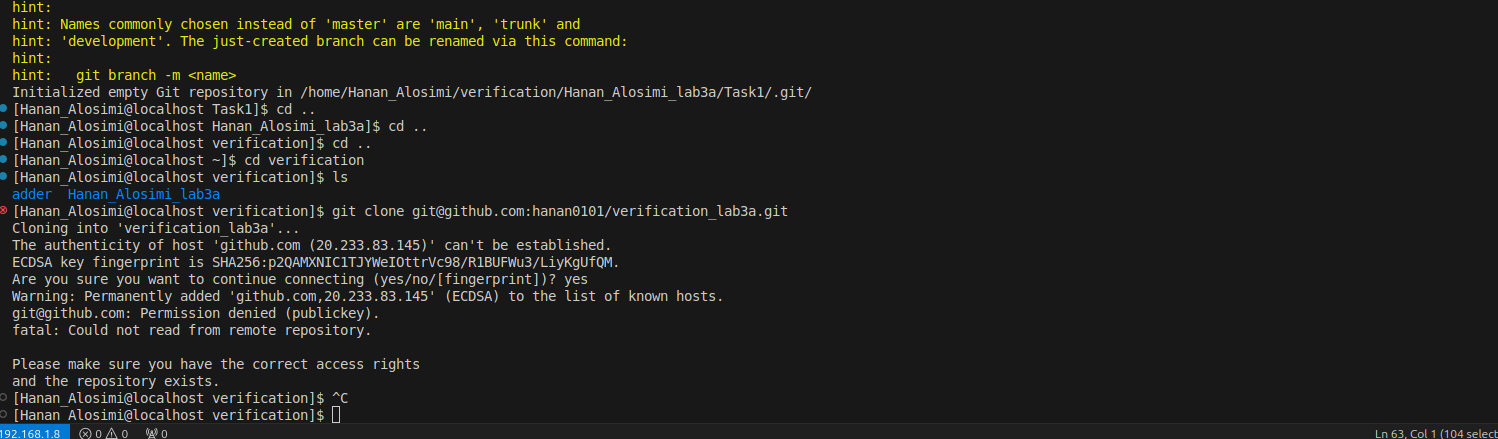 hint:
hint: Names commonly chosen instead of 'master' are 'main', 'trunk' and
hint: 'development'. The just-created branch can be renamed via this command:
hint:
hint:   git branch -m <name>
Initialized empty Git repository in /home/Hanan_Alosimi/verification/Hanan_Alosimi_lab3a/Task1/.git/
[Hanan_Alosimi@localhost Task1]$ cd ..
[Hanan_Alosimi@localhost Hanan_Alosimi_lab3a]$ cd ..
[Hanan_Alosimi@localhost verification]$ cd ..
[Hanan_Alosimi@localhost ~]$ cd verification
[Hanan_Alosimi@localhost verification]$ ls
adder  Hanan_Alosimi_lab3a
[Hanan_Alosimi@localhost verification]$ git clone git@github.com:hanan0101/verification_lab3a.git
Cloning into 'verification_lab3a'...
The authenticity of host 'github.com (20.233.83.145)' can't be established.
ECDSA key fingerprint is SHA256:p2QAMXNIC1TJYWeIOttrVc98/R1BUFWu3/LiyKgUfQM.
Are you sure you want to continue connecting (yes/no/[fingerprint])? yes
Warning: Permanently added 'github.com,20.233.83.145' (ECDSA) to the list of known hosts.
git@github.com: Permission denied (publickey).
fatal: Could not read from remote repository.

Please make sure you have the correct access rights
and the repository exists.
[Hanan_Alosimi@localhost verification]$ ^C
[Hanan_Alosimi@localhost verification]$
192.168.1.8 0 0 0 Ln 63, Col 1 (104 select